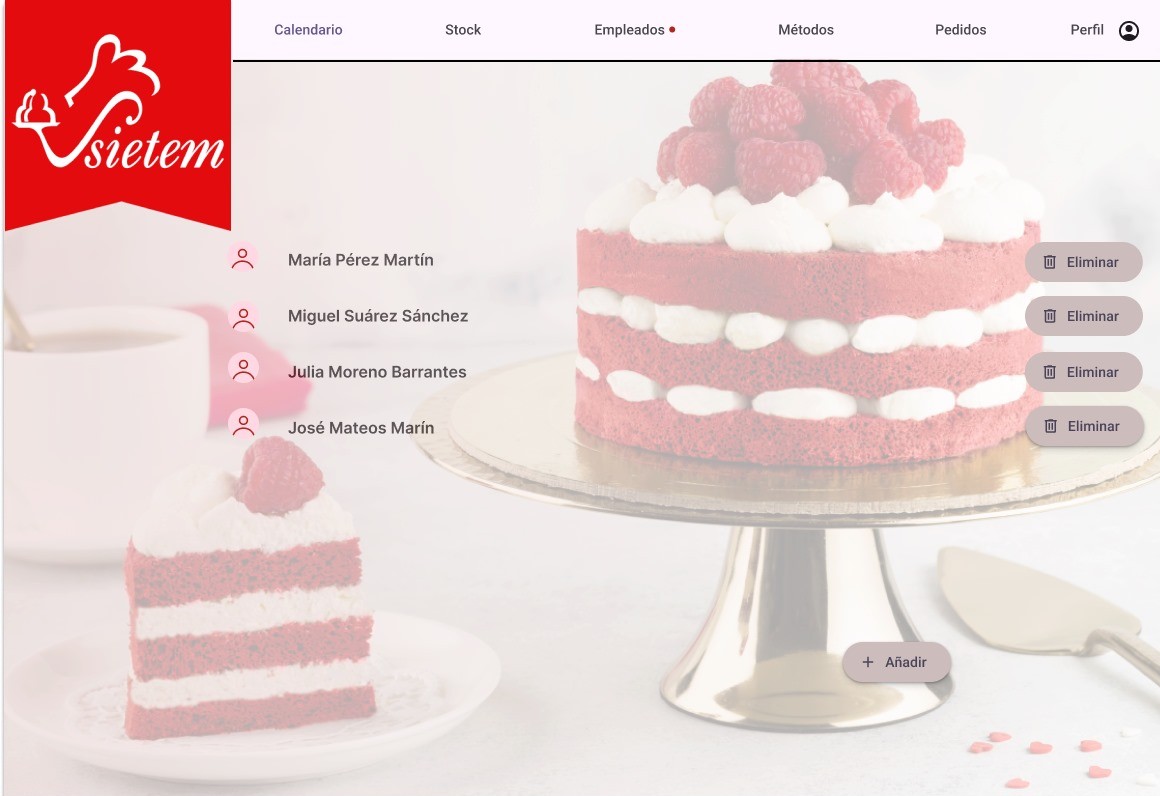 Calendario Stock Empleados Métodos Pedidos Perfil
sietem
María Pérez Martín Eliminar
Miguel Suárez Sánchez Eliminar
Julia Moreno Barrantes Eliminar
José Mateos Marín Eliminar
+ Añadir